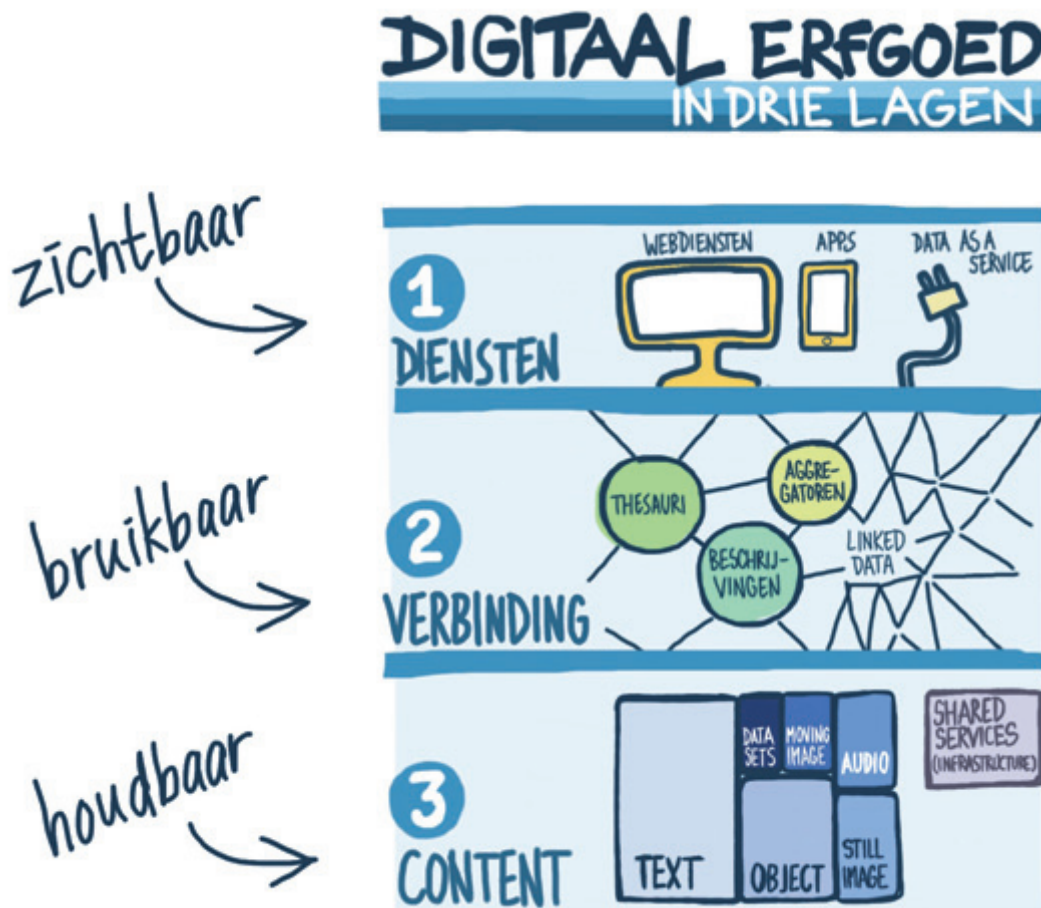 DIGITAAL ERFGOED
IN DRIE LAGEN
zichtbaar
1
DIENSTEN
WEBDIENSTEN
APPS
DATA AS A
SERVICE
bruikbaar
2
VERBINDING
THESAURI
AGGRE-
GATOREN
BESCHRIJ-
VINGEN
LINKED
DATA
houdbaar
3
CONTENT
TEXT
DATA
SETS
MOVING
IMAGE
AUDIO
OBJECT
STILL
IMAGE
SHARED
SERVICES
(INFRASTRUCTURE)